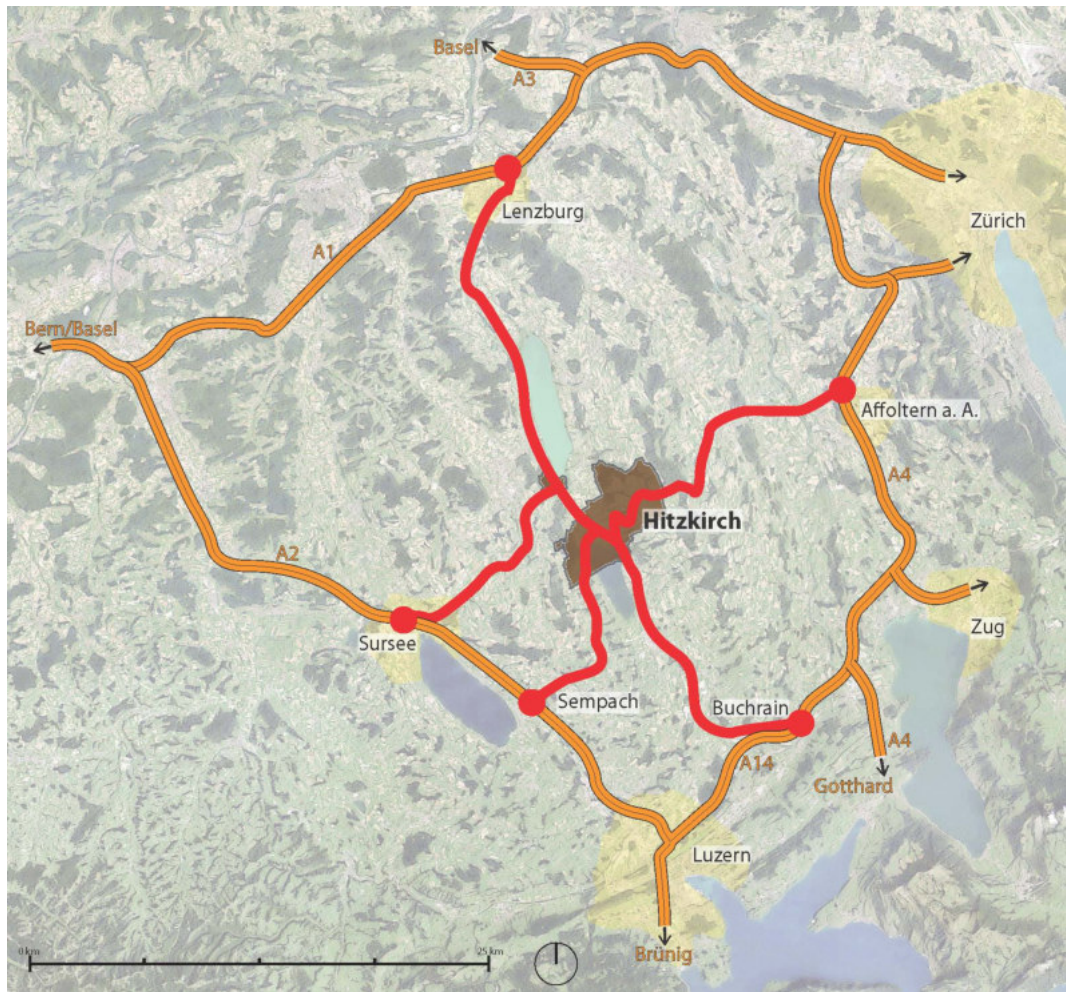 Basel
A3
Lenzburg
Zürich
A1
Bern/Basel
Affoltern a. A.
A4
Hitzkirch
A2
Sursee
Zug
Sempach
Buchrain
A4
A14
Gotthard
Luzern
0 km
25 km
Brünig